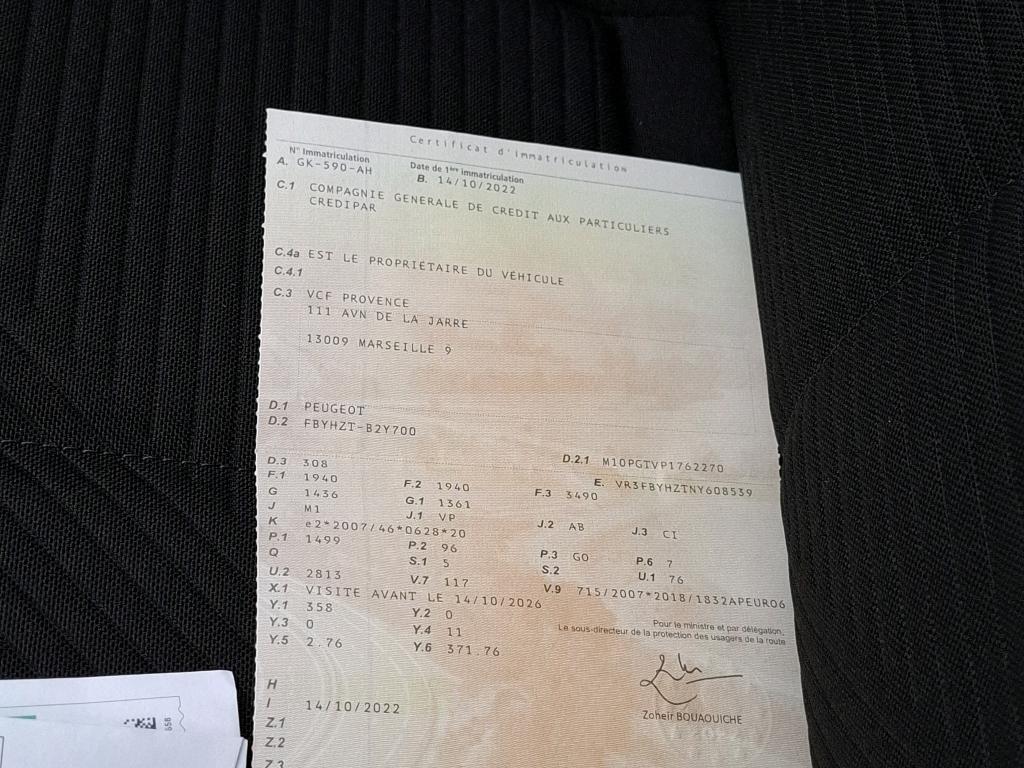 Certificat d'immatriculation
N° Immatriculation
A. GK-590-AH
Date de 1ère immatriculation
B. 14/10/2022
C.1 COMPAGNIE GENERALE DE CREDIT AUX PARTICULIERS
CREDIPAR
C.4a EST LE PROPRIÉTAIRE DU VÉHICULE
C.4.1
C.3 VCF PROVENCE
111 AVN DE LA JARRE
13009 MARSEILLE 9
D.1 PEUGEOT
D.2 FBYHZT-B2Y700
D.2.1 M10PGTVP1762270
D.3 308
E. VR3FBYHZTNY608539
F.1 1940 F.2 1940 F.3 3490
G 1436 G.1 1361
J M1 J.1 VP J.2 AB J.3 CI
K e2*2007/46*0628*20
P.1 1499 P.2 96 P.3 GO P.6 7
Q S.1 5 S.2 U.1 76
U.2 2813 V.7 117 V.9 715/2007*2018/1832APEURO6
X.1 VISITE AVANT LE 14/10/2026
Y.1 358 Y.2 0
Y.3 0 Y.4 11
Y.5 2.76 Y.6 371.76
Pour le ministre et par délégation,
Le sous-directeur de la protection des usagers de la route
Zoheir BOUAOUICHE
H
I 14/10/2022
Z.1
Z.2
Z.3
558